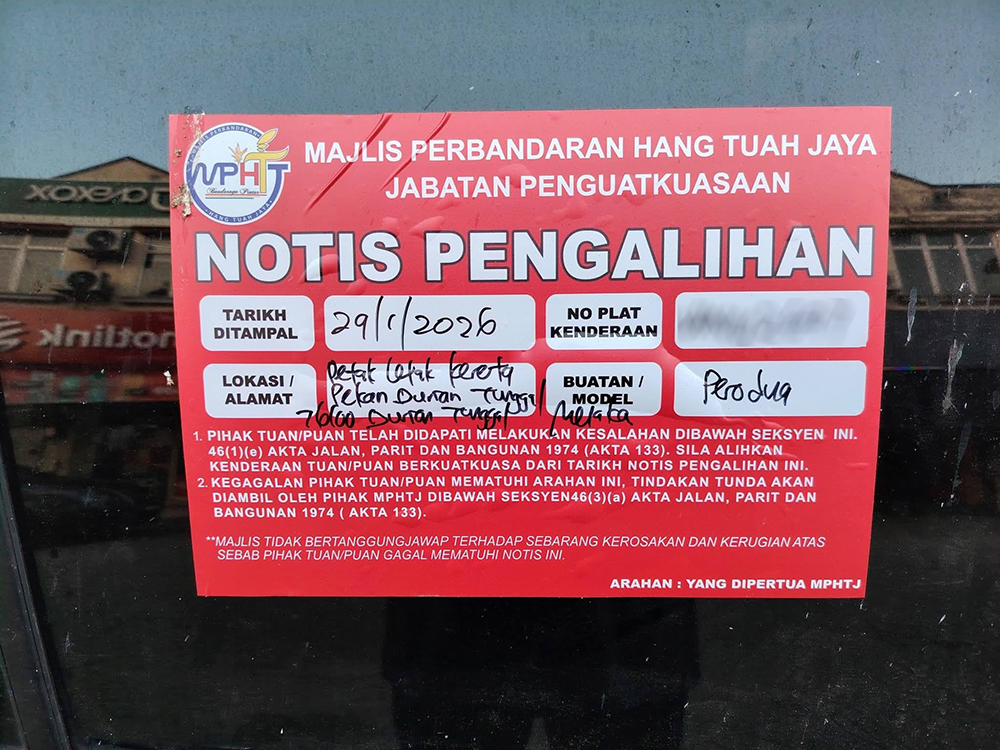 MAJLIS PERBANDARAN HANG TUAH JAYA
JABATAN PENGUATKUASAAN
MPHTJ
HANG TUAH JAYA
NOTIS PENGALIHAN
TARIKH DITAMPAL
29/1/2026
NO PLAT KENDERAAN
LOKASI / ALAMAT
Petak letak kereta
Pekan Durian Tunggal
76100 Durian Tunggal Melaka
BUATAN / MODEL
Perodua
1. PIHAK TUAN/PUAN TELAH DIDAPATI MELAKUKAN KESALAHAN DIBAWAH SEKSYEN INI.
46(1)(e) AKTA JALAN, PARIT DAN BANGUNAN 1974 (AKTA 133). SILA ALIHKAN
KENDERAAN TUAN/PUAN BERKUATKUASA DARI TARIKH NOTIS PENGALIHAN INI.
2. KEGAGALAN PIHAK TUAN/PUAN MEMATUHI ARAHAN INI, TINDAKAN TUNDA AKAN
DIAMBIL OLEH PIHAK MPHTJ DIBAWAH SEKSYEN46(3)(a) AKTA JALAN, PARIT DAN
BANGUNAN 1974 ( AKTA 133).
**MAJLIS TIDAK BERTANGGUNGJAWAP TERHADAP SEBARANG KEROSAKAN DAN KERUGIAN ATAS
SEBAB PIHAK TUAN/PUAN GAGAL MEMATUHI NOTIS INI.
ARAHAN : YANG DIPERTUA MPHTJ
hotlink